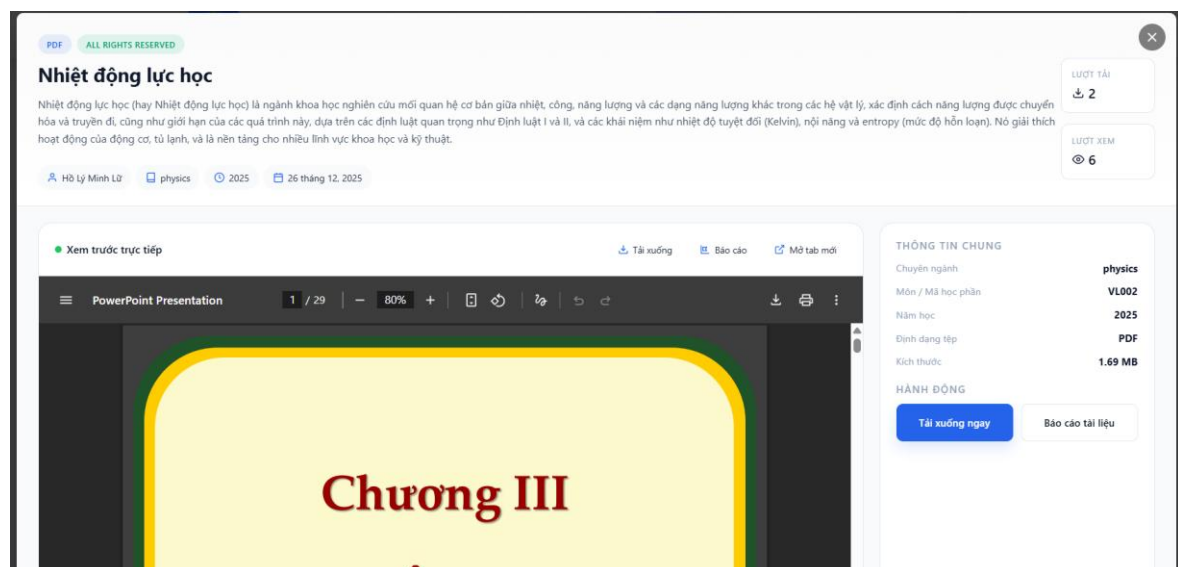 PDF ALL RIGHTS RESERVED
Nhiệt động lực học
Nhiệt động lực học (hay Nhiệt động lực học) là ngành khoa học nghiên cứu mối quan hệ cơ bản giữa nhiệt, công, năng lượng và các dạng năng lượng khác trong các hệ vật lý, xác định cách năng lượng được chuyển
hóa và truyền đi, cũng như giới hạn của các quá trình này, dựa trên các định luật quan trọng như Định luật I và II, và các khái niệm như nhiệt độ tuyệt đối (Kelvin), nội năng và entropy (mức độ hỗn loạn). Nó giải thích
hoạt động của động cơ, tủ lạnh, và là nền tảng cho nhiều lĩnh vực khoa học và kỹ thuật.
LƯỢT TẢI
2
LƯỢT XEM
6
Hồ Lý Minh Lữ physics 2025 26 tháng 12, 2025
Xem trước trực tiếp Tải xuống Báo cáo Mở tab mới
PowerPoint Presentation 1 / 29 80%
Chương III
THÔNG TIN CHUNG
Chuyên ngành physics
Môn / Mã học phần VL002
Năm học 2025
Định dạng tệp PDF
Kích thước 1.69 MB
HÀNH ĐỘNG
Tải xuống ngay Báo cáo tài liệu